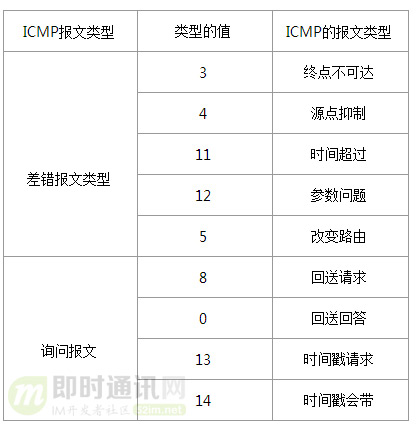 ICMP报文类型 类型的值 ICMP的报文类型
3 终点不可达
4 源点抑制
11 时间超过
差错报文类型
12 参数问题
5 改变路由
8 回送请求
0 回送回答
询问报文
13 时间戳请求
14 时间戳会带
即时通讯网
IM开发者社区 52im.net